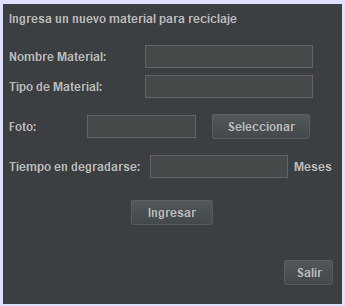 Ingresa un nuevo material para reciclaje
Nombre Material:
Tipo de Material:
Foto: Seleccionar
Tiempo en degradarse: Meses
Ingresar
Salir